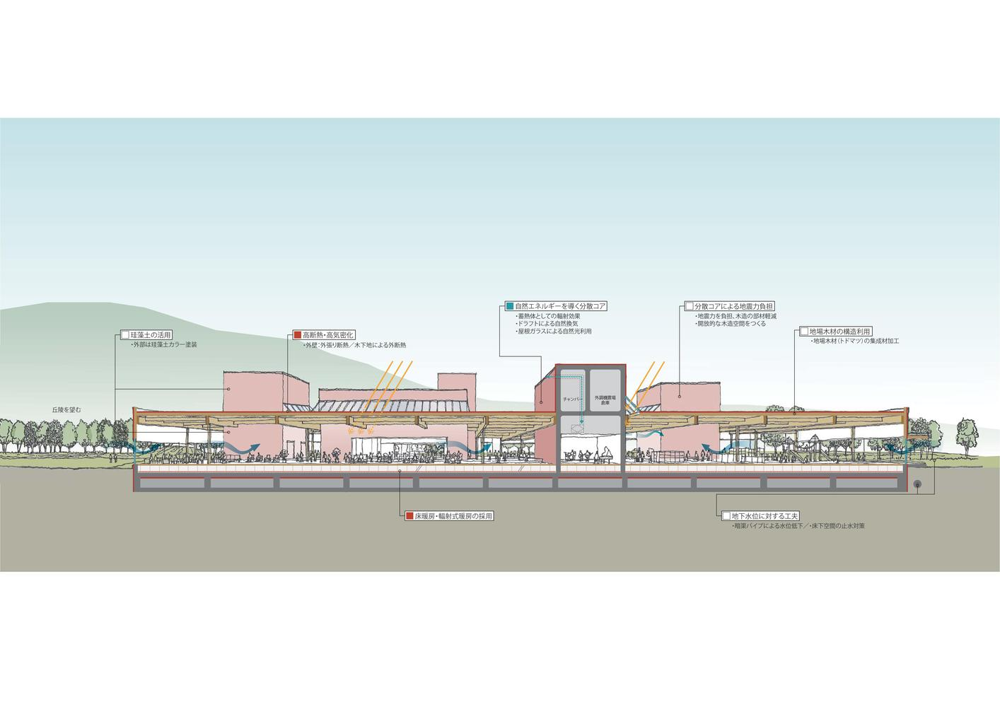 自然エネルギーを導く分散コア
・蓄熱体としての輻射効果
・ドラフトによる自然換気
・屋根ガラスによる自然光利用
分散コアによる地震力負担
・地震力を負担、木造の部材軽減
・開放的な木造空間をつくる
珪藻土の活用
・外部は珪藻土カラー塗装
高断熱・高気密化
・外壁：外張り断熱／木下地による外断熱
地場木材の構造利用
・地場木材（トドマツ）の集成材加工
チャンバー
外調機置場
倉庫
丘陵を望む
床暖房・輻射式暖房の採用
地下水位に対する工夫
・暗渠パイプによる水位低下／・床下空間の止水対策